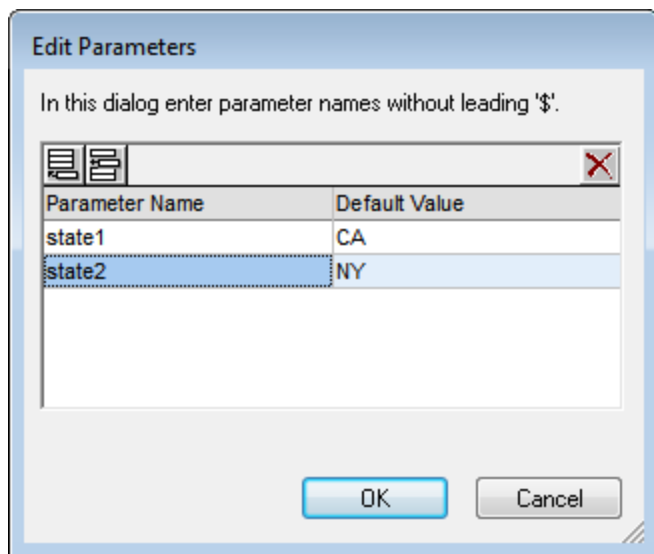 Edit Parameters
In this dialog enter parameter names without leading '$'.
Parameter Name Default Value
state1 CA
state2 NY
OK Cancel